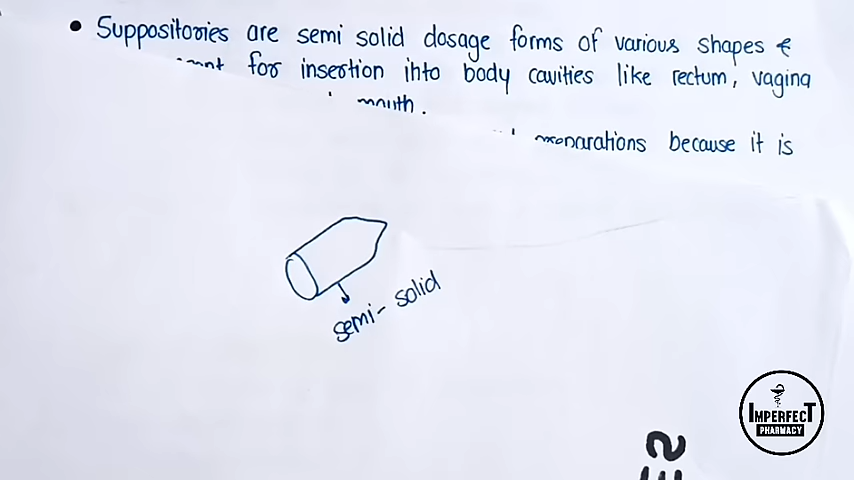 • Suppositories are semi solid dosage forms of various shapes &
for insertion into body cavities like rectum, vagina
mouth.
because it is
semi-solid
IMPERFECT
PHARMACY